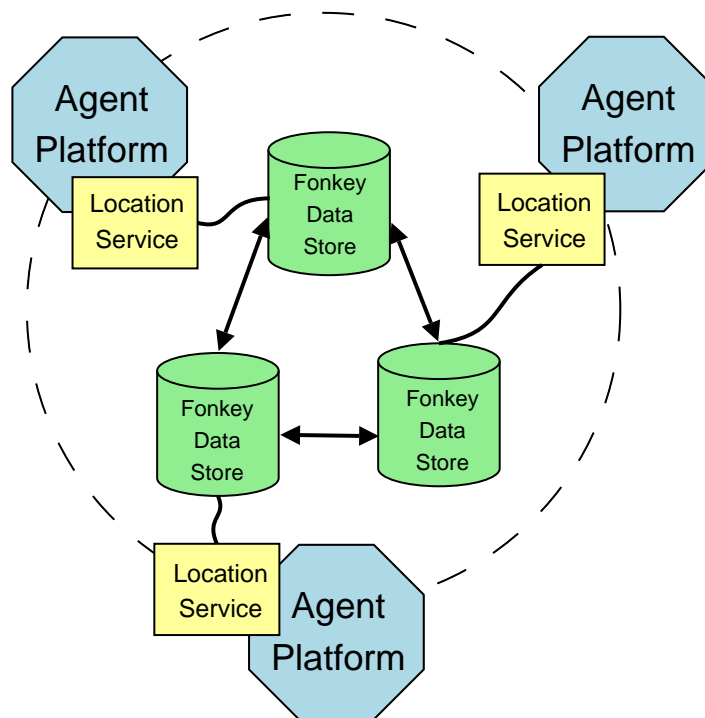 Agent
Platform
Agent
Platform
Location
Service
Fonkey
Data
Store
Location
Service
Fonkey
Data
Store
Fonkey
Data
Store
Location
Service
Agent
Platform